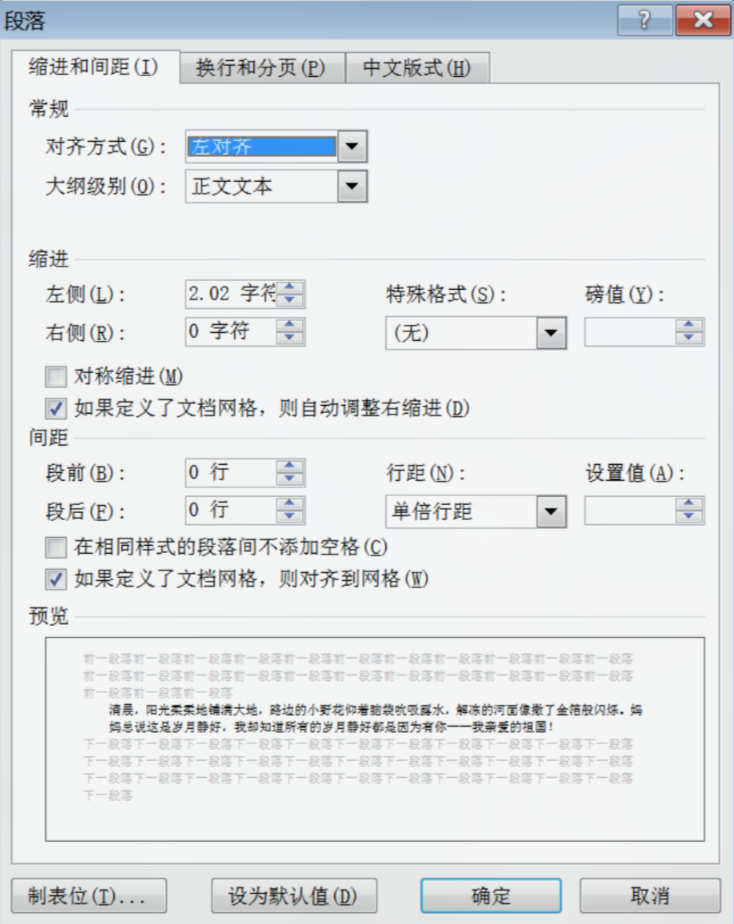 段落
?
缩进和间距(I) 换行和分页(P) 中文版式(H)
常规
对齐方式(G): 左对齐
大纲级别(O): 正文文本
缩进
左侧(L): 2.02 字符 特殊格式(S): 磅值(Y):
右侧(R): 0 字符 (无)
对称缩进(M)
如果定义了文档网格，则自动调整右缩进(D)
间距
段前(B): 0 行 行距(N): 设置值(A):
段后(F): 0 行 单倍行距
在相同样式的段落间不添加空格(C)
如果定义了文档网格，则对齐到网格(W)
预览
前一段落前一段落前一段落前一段落前一段落前一段落前一段落前一段落前一段落前一段落前一段落
前一段落前一段落前一段落前一段落前一段落前一段落前一段落前一段落前一段落前一段落前一段落
前一段落前一段落前一段落
清晨，阳光柔柔地铺满大地，路边的小野花仰着脑袋吮吸露水，解冻的河面像撒了金箔般闪烁。妈
妈总说这是岁月静好，我却知道所有的岁月静好都是因为有你——我亲爱的祖国！
下一段落下一段落下一段落下一段落下一段落下一段落下一段落下一段落下一段落下一段落下一段落
下一段落下一段落下一段落下一段落下一段落下一段落下一段落下一段落下一段落下一段落下一段落
下一段落下一段落下一段落下一段落下一段落下一段落下一段落下一段落下一段落下一段落下一段落
下一段落
制表位(T)... 设为默认值(D) 确定 取消